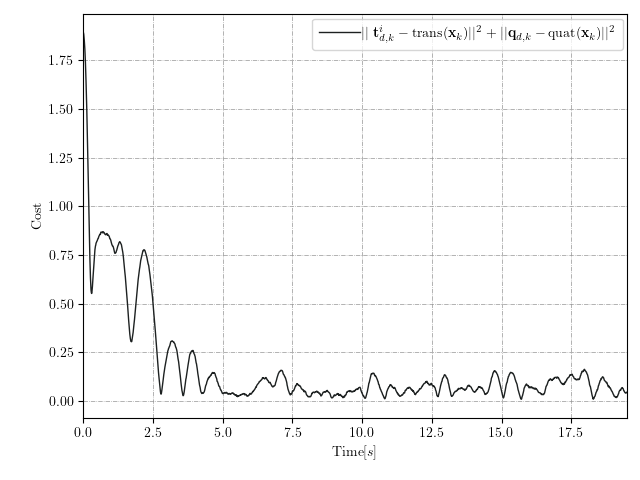 || t^i_{d,k} − trans(x_k)||² + ||q_{d,k} − quat(x_k)||²
Cost
1.75
1.50
1.25
1.00
0.75
0.50
0.25
0.00
0.0 2.5 5.0 7.5 10.0 12.5 15.0 17.5
Time[s]